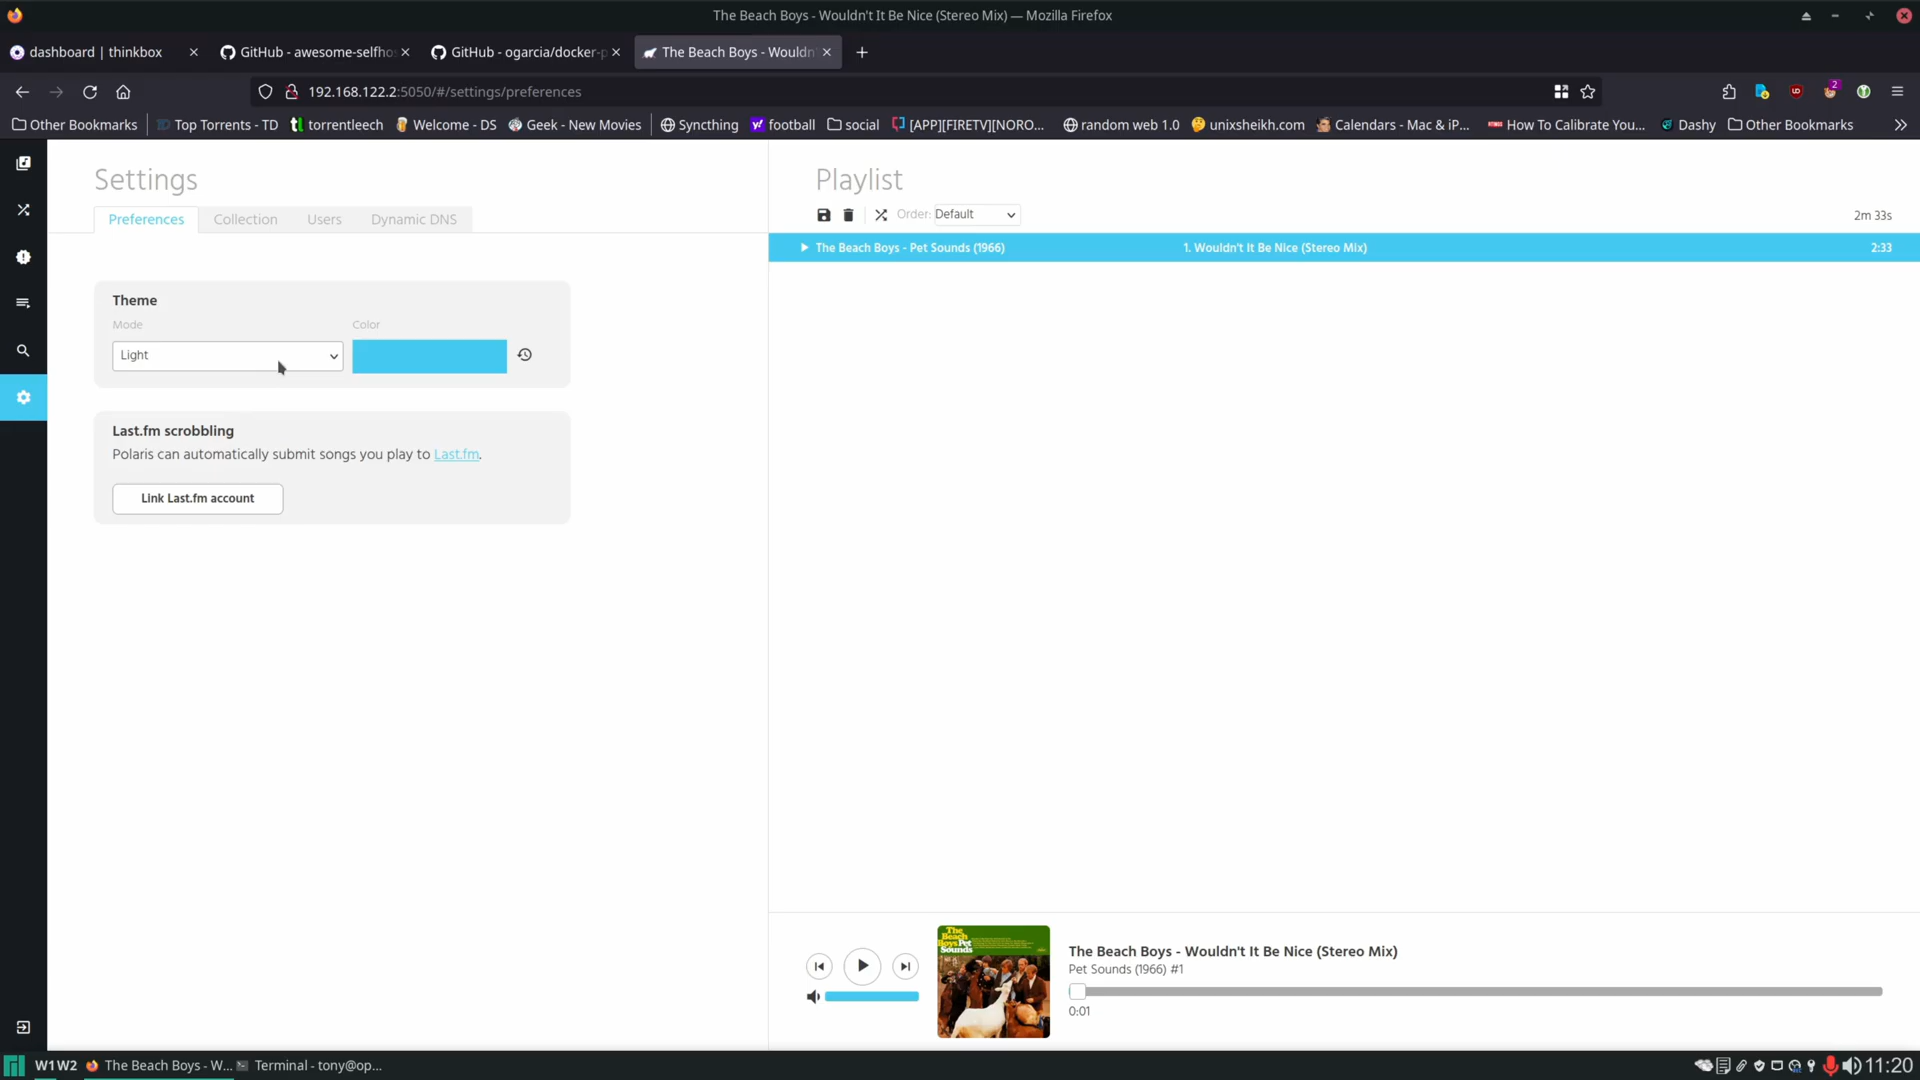 The Beach Boys - Wouldn't It Be Nice (Stereo Mix) — Mozilla Firefox
dashboard | thinkbox
GitHub - awesome-selfho
GitHub - ogarcia/docker-p
The Beach Boys - Wouldn'
192.168.122.2:5050/#/settings/preferences
2
Other Bookmarks
Top Torrents - TD
torrentleech
Welcome - DS
Geek - New Movies
Syncthing
football
social
[APP][FIRETV][NORO...
random web 1.0
unixsheikh.com
Calendars - Mac & iP...
How To Calibrate You...
Dashy
Other Bookmarks
Settings
Preferences
Collection
Users
Dynamic DNS
Theme
Mode
Color
Light
Last.fm scrobbling
Polaris can automatically submit songs you play to Last.fm.
Link Last.fm account
Playlist
Order: Default
2m 33s
The Beach Boys - Pet Sounds (1966)
1. Wouldn't It Be Nice (Stereo Mix)
2:33
The Beach Boys Pet Sounds
The Beach Boys - Wouldn't It Be Nice (Stereo Mix)
Pet Sounds (1966) #1
0:01
W1W2
The Beach Boys - W...
Terminal - tony@op...
11:20